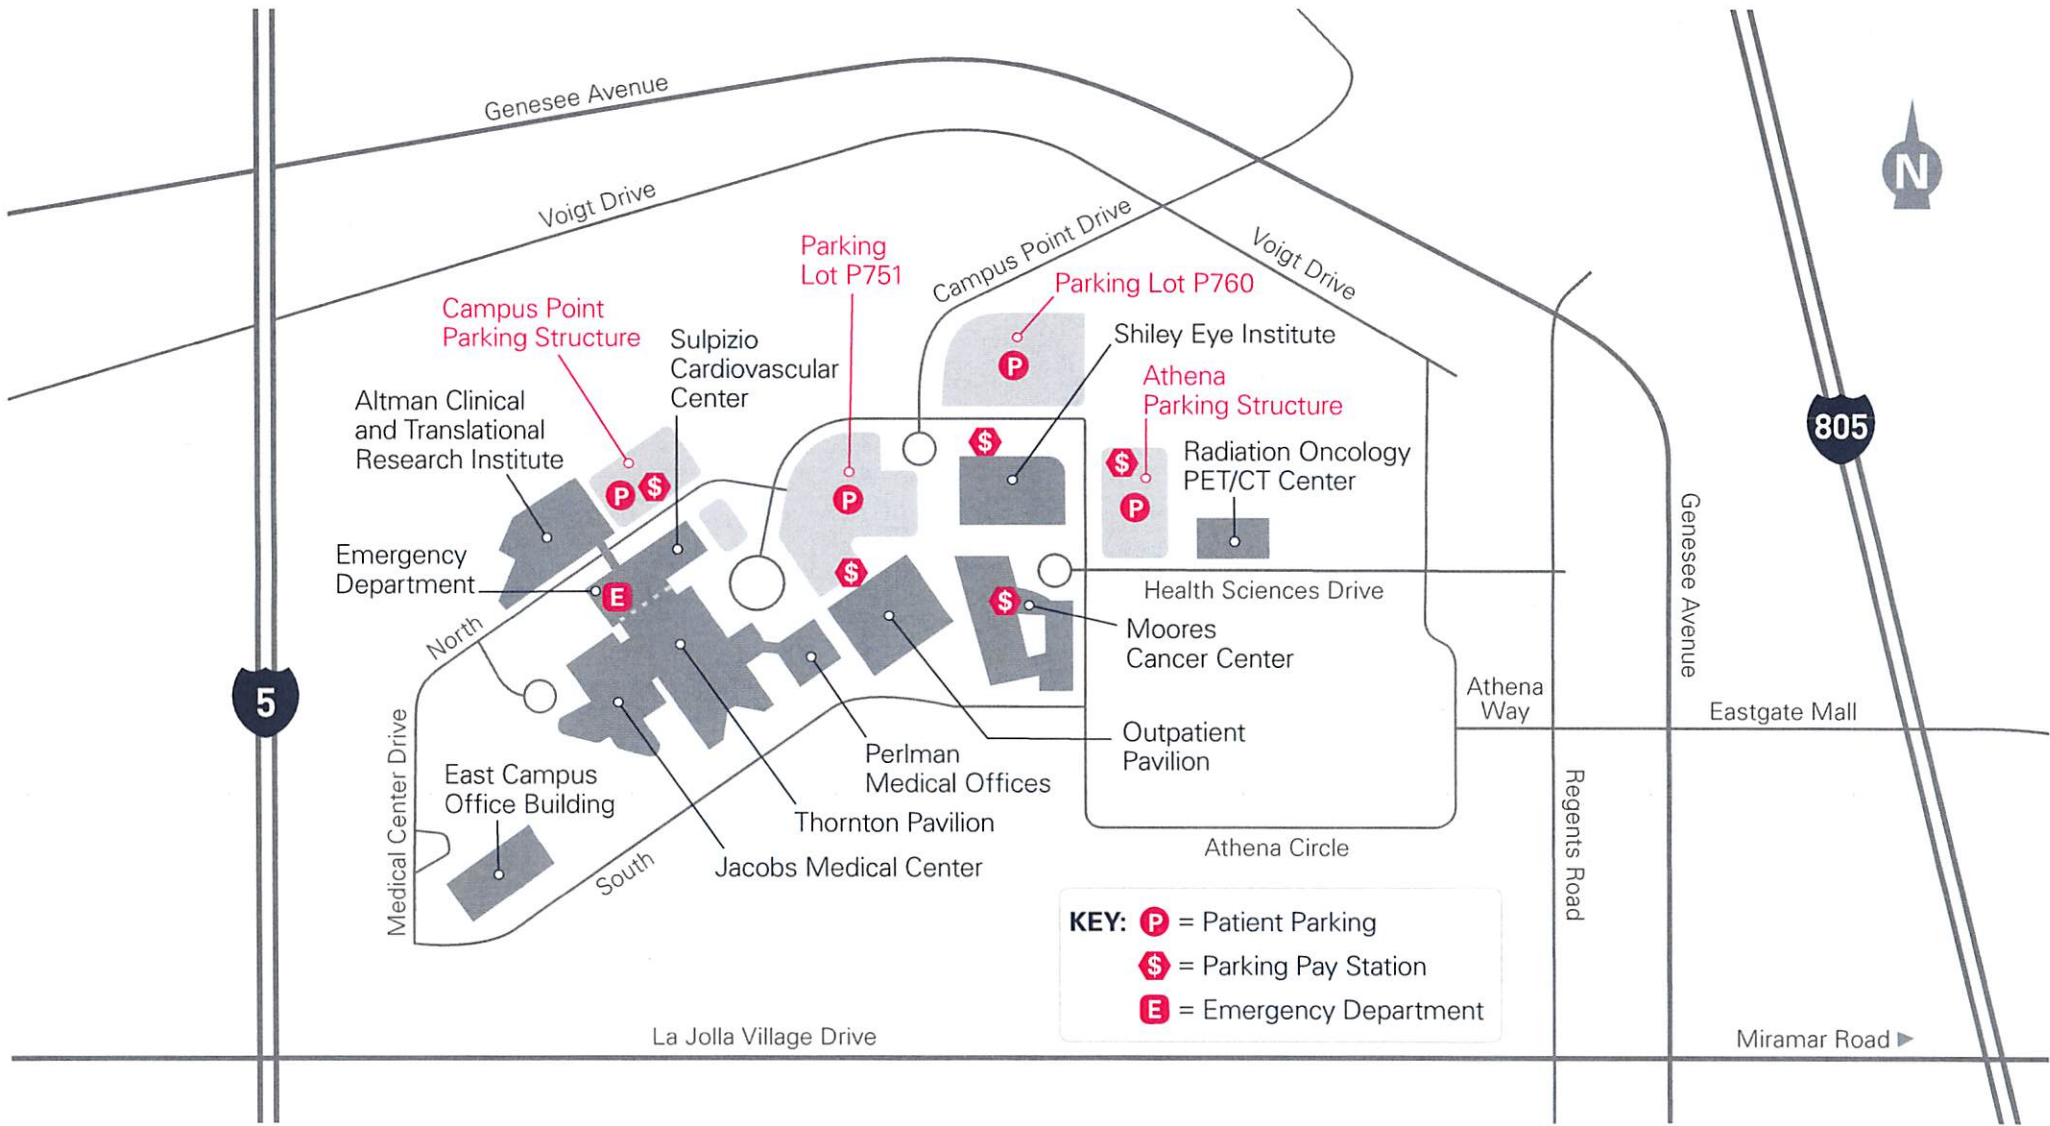 Genesee Avenue
N
Voigt Drive
Campus Point Drive
Voigt Drive
Parking
Lot P751
Parking Lot P760
Campus Point
Parking Structure
Sulpizio
Cardiovascular
Center
Shiley Eye Institute
P
Athena
Parking Structure
Altman Clinical
and Translational
Research Institute
805
$
Radiation Oncology
PET/CT Center
$
P
$
P
P
Genesee Avenue
Emergency
Department
E
$
Health Sciences Drive
$
North
Moores
Cancer Center
5
Athena
Way
Eastgate Mall
Medical Center Drive
Outpatient
Pavilion
Perlman
Medical Offices
East Campus
Office Building
Regents Road
Thornton Pavilion
Athena Circle
South
Jacobs Medical Center
KEY: P = Patient Parking
$ = Parking Pay Station
E = Emergency Department
La Jolla Village Drive
Miramar Road